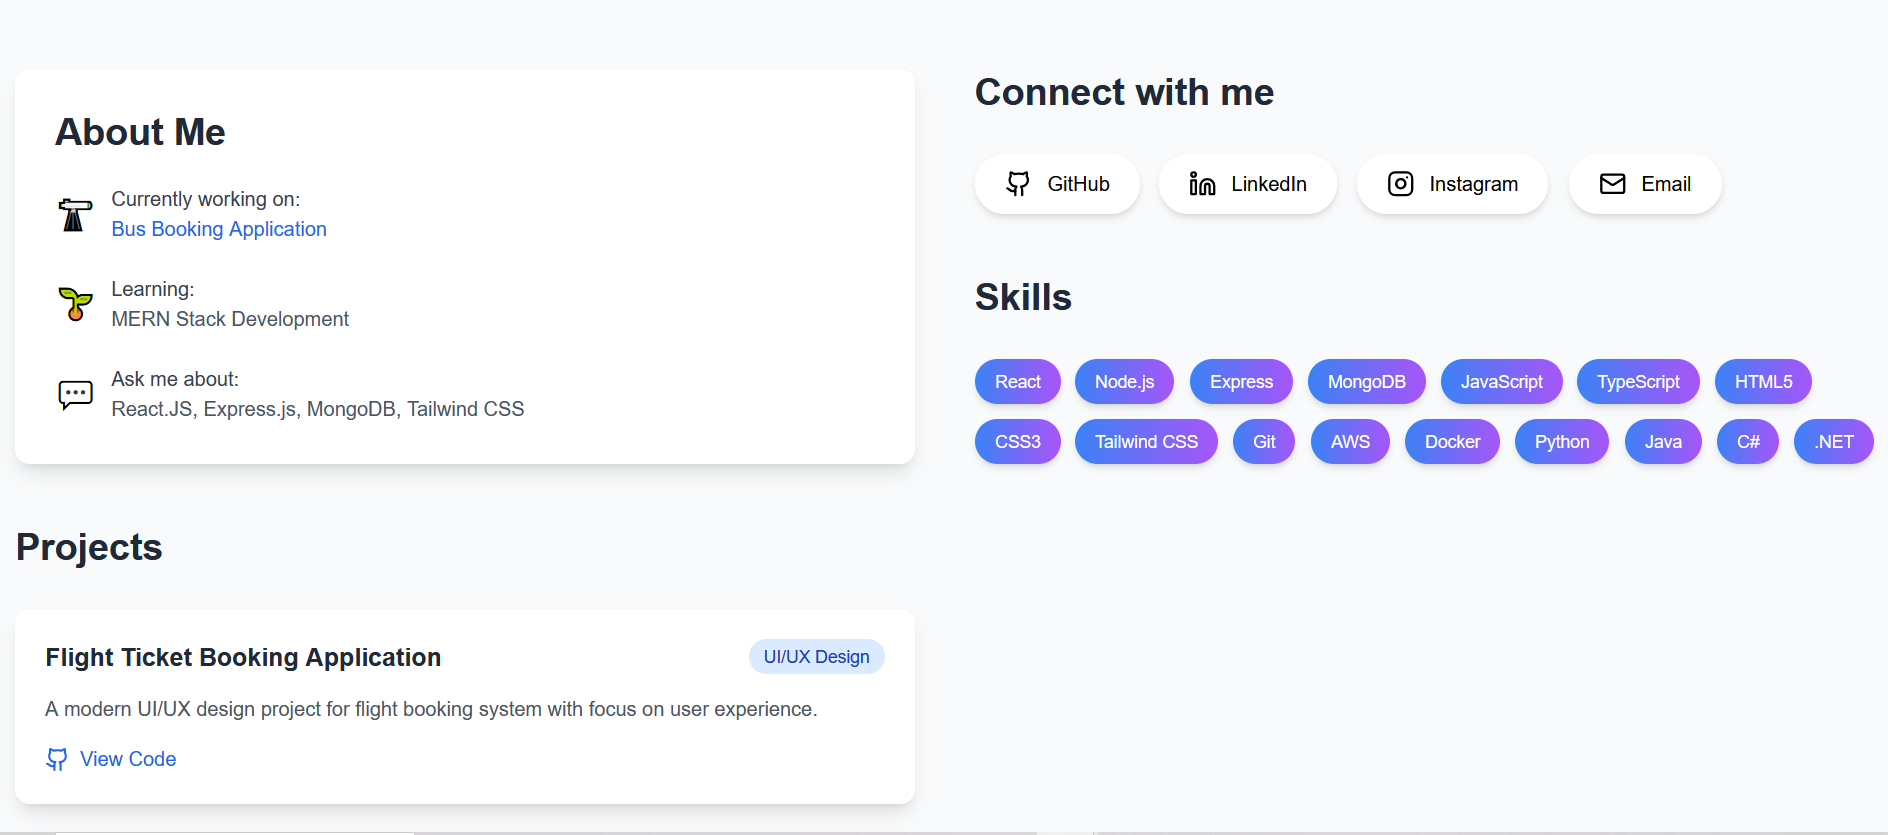 About Me
Currently working on:
Bus Booking Application
Learning:
MERN Stack Development
Ask me about:
React.JS, Express.js, MongoDB, Tailwind CSS
Connect with me
GitHub LinkedIn Instagram Email
Skills
React Node.js Express MongoDB JavaScript TypeScript HTML5
CSS3 Tailwind CSS Git AWS Docker Python Java C# .NET
Projects
Flight Ticket Booking Application UI/UX Design
A modern UI/UX design project for flight booking system with focus on user experience.
View Code